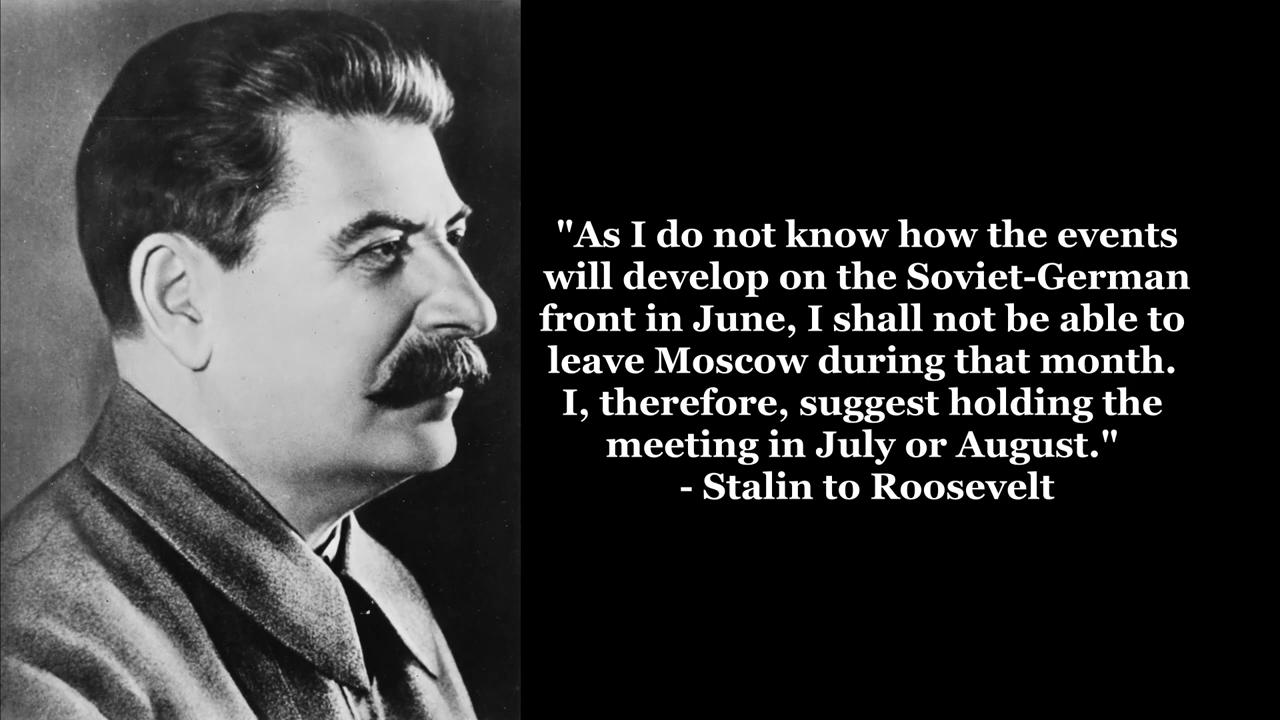 "As I do not know how the events
will develop on the Soviet-German
front in June, I shall not be able to
leave Moscow during that month.
I, therefore, suggest holding the
meeting in July or August."
- Stalin to Roosevelt